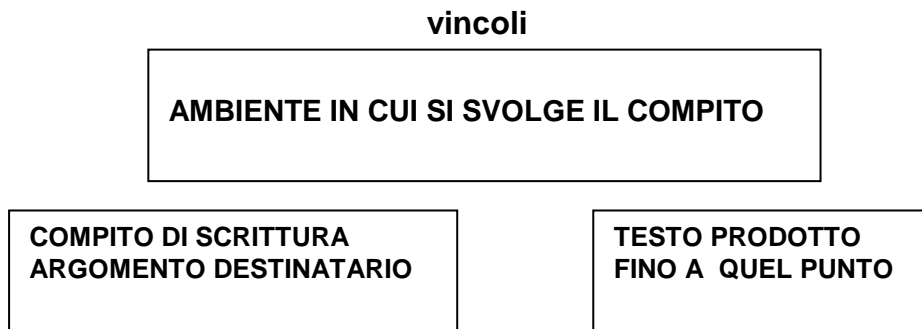 vincoli
AMBIENTE IN CUI SI SVOLGE IL COMPITO
COMPITO DI SCRITTURA
ARGOMENTO DESTINATARIO
TESTO PRODOTTO
FINO A QUEL PUNTO